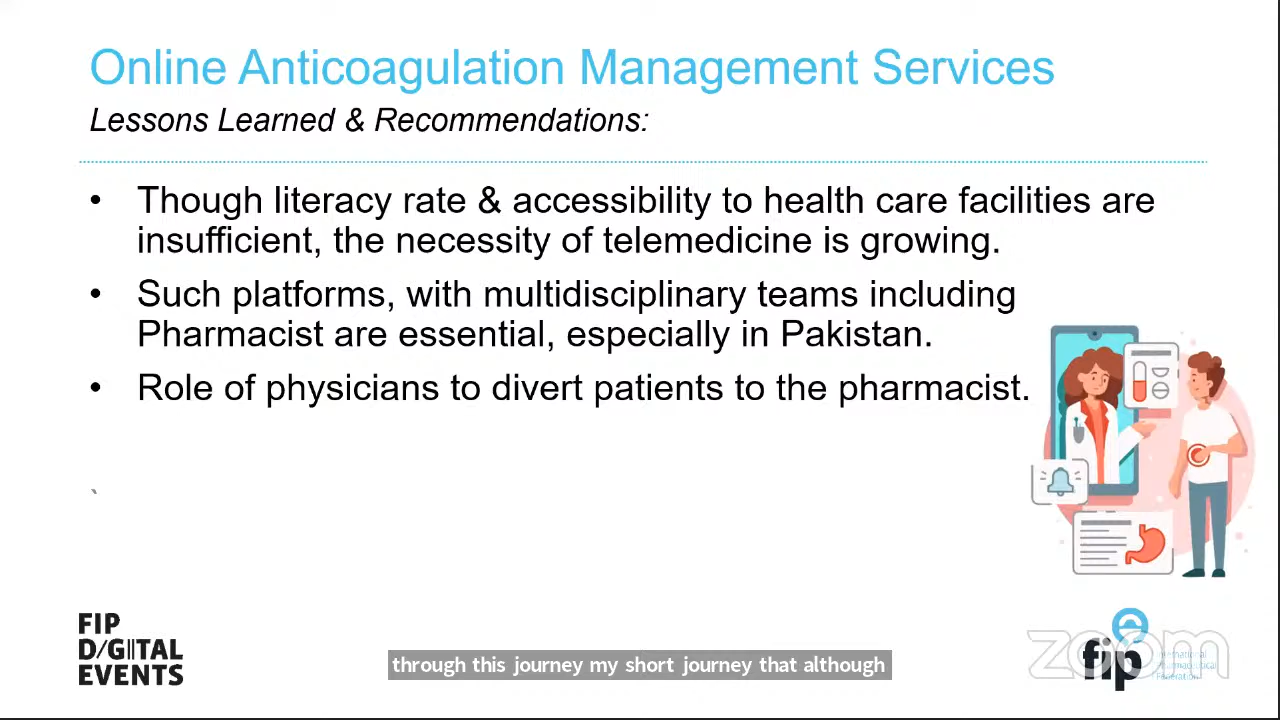 Online Anticoagulation Management Services
Lessons Learned & Recommendations:
• Though literacy rate & accessibility to health care facilities are
insufficient, the necessity of telemedicine is growing.
• Such platforms, with multidisciplinary teams including
Pharmacist are essential, especially in Pakistan.
• Role of physicians to divert patients to the pharmacist.
`
FIP
D/GITAL
EVENTS
through this journey my short journey that although
zoom
fip
Federation